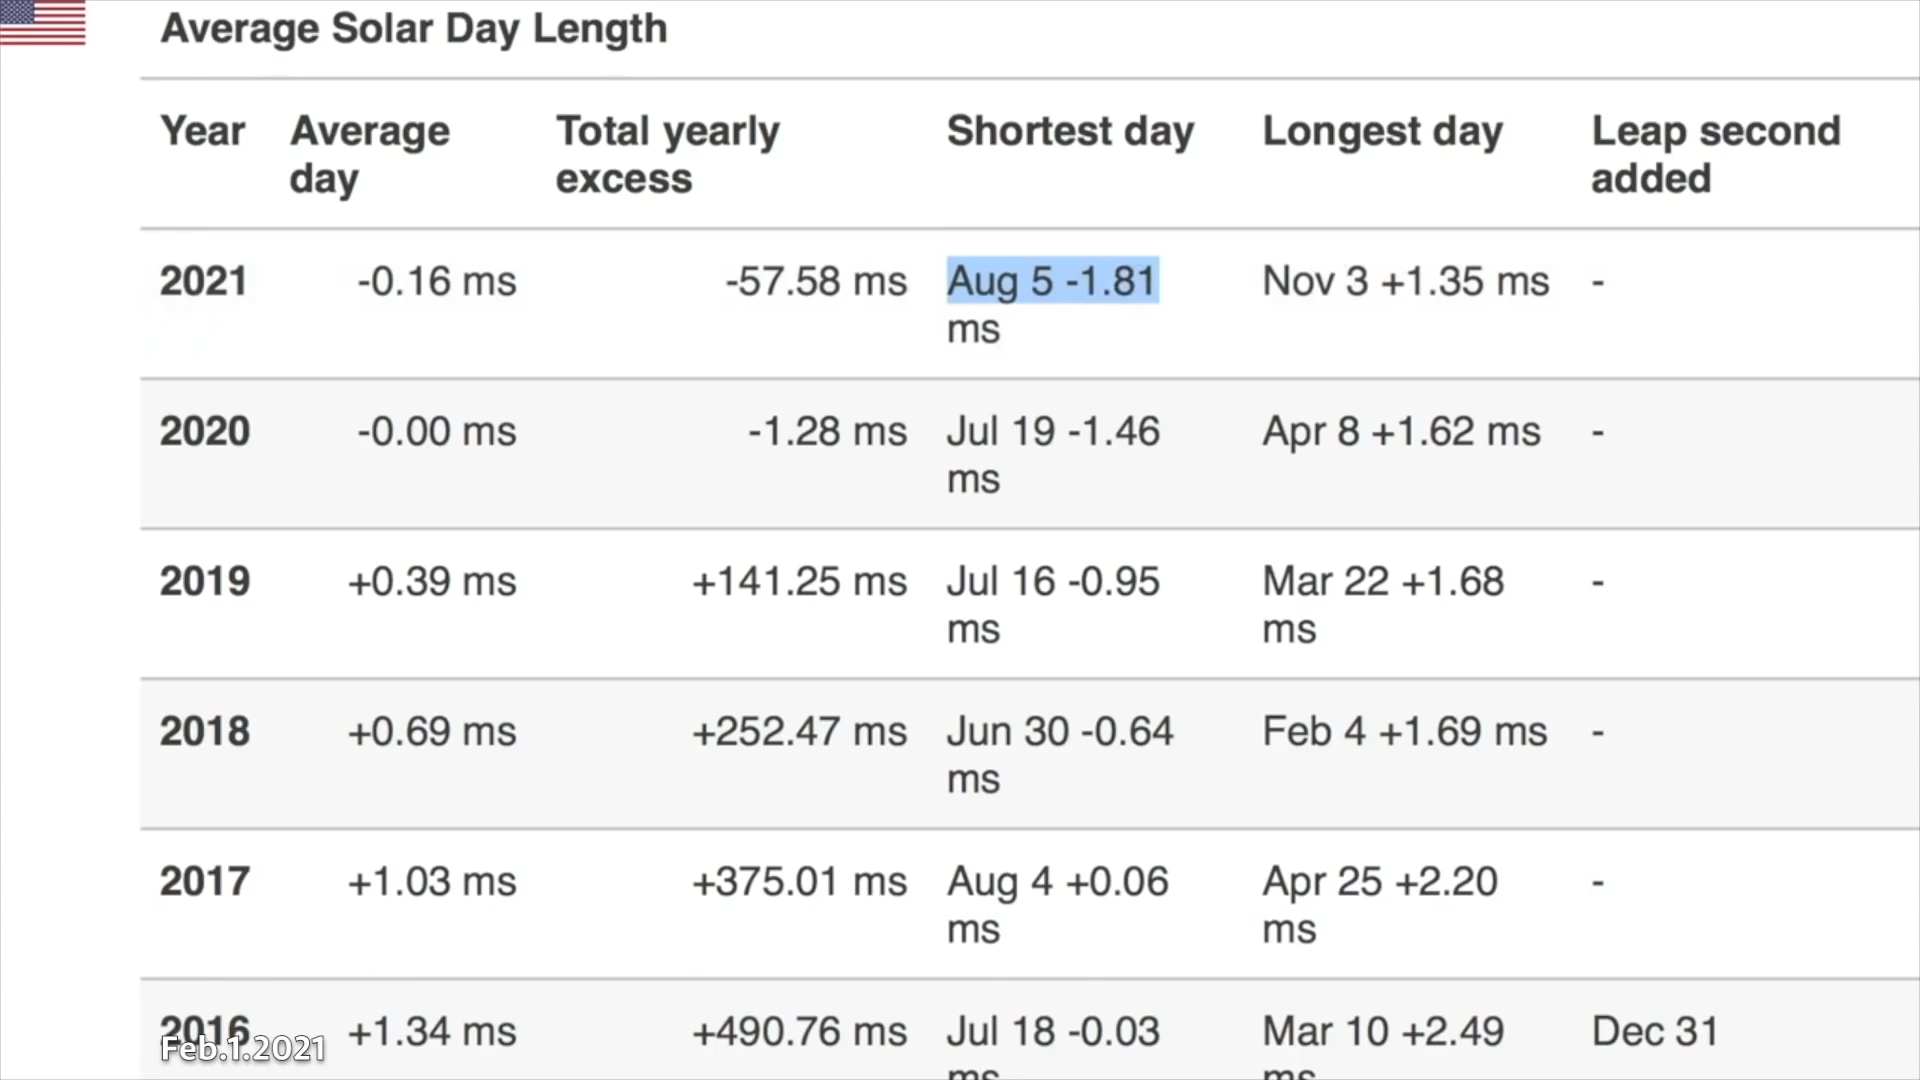 Average Solar Day Length
Year Average day Total yearly excess Shortest day Longest day Leap second added
2021 -0.16 ms -57.58 ms Aug 5 -1.81 ms Nov 3 +1.35 ms -
2020 -0.00 ms -1.28 ms Jul 19 -1.46 ms Apr 8 +1.62 ms -
2019 +0.39 ms +141.25 ms Jul 16 -0.95 ms Mar 22 +1.68 ms -
2018 +0.69 ms +252.47 ms Jun 30 -0.64 ms Feb 4 +1.69 ms -
2017 +1.03 ms +375.01 ms Aug 4 +0.06 ms Apr 25 +2.20 ms -
2016 +1.34 ms +490.76 ms Jul 18 -0.03 ms Mar 10 +2.49 ms Dec 31
Feb.1.2021